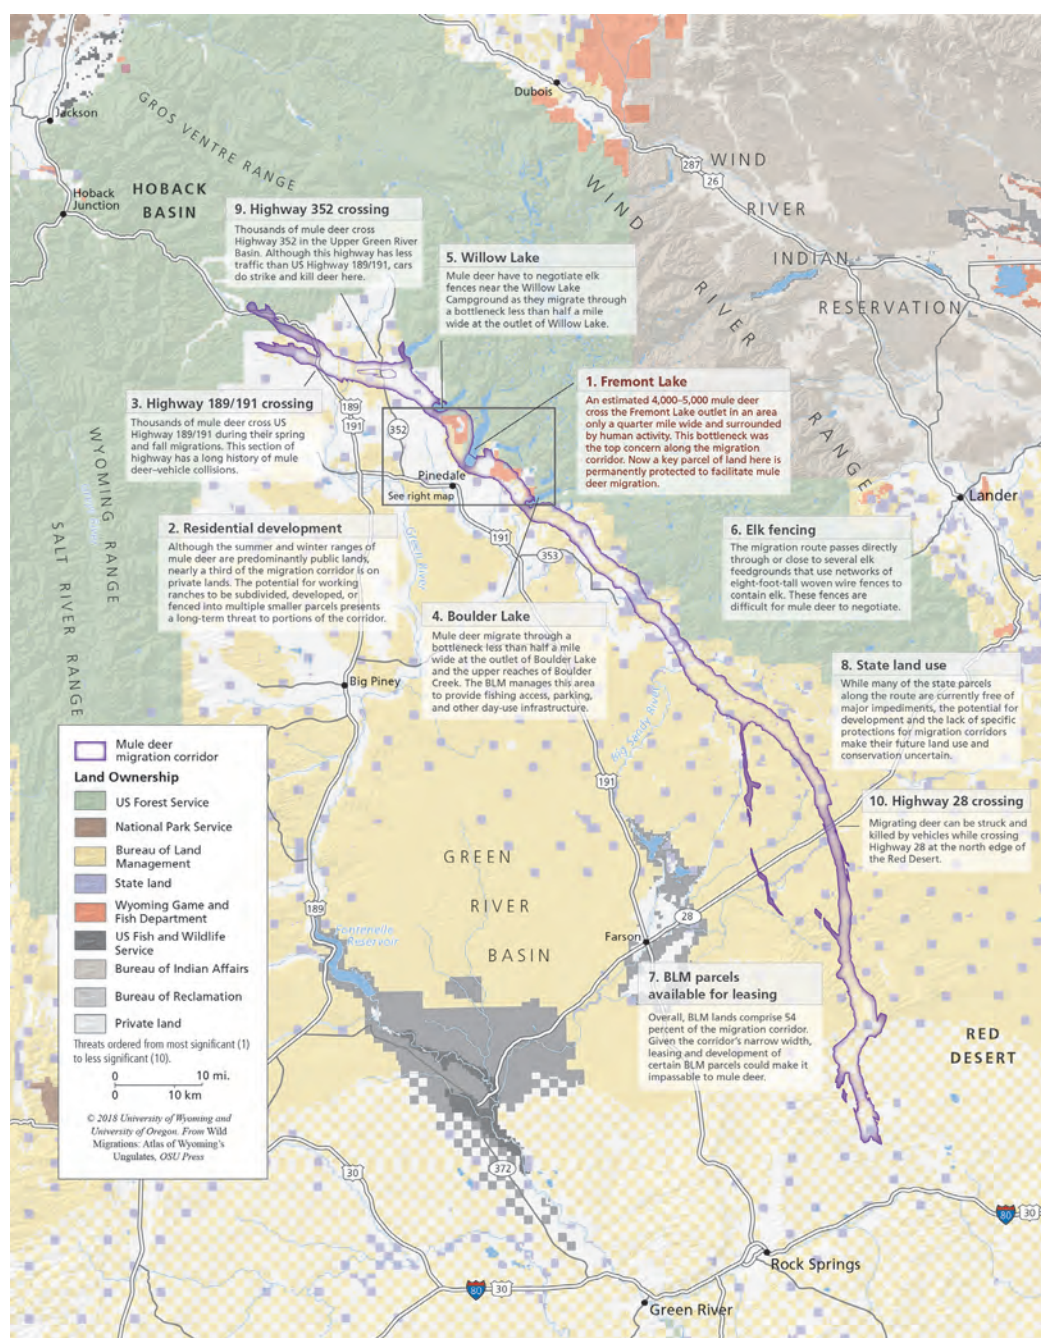 Dubois
Jackson
GROS VENTRE RANGE
287
26
WIND
RIVER
INDIAN
RESERVATION
Hoback
Junction
HOBACK
BASIN
WIND
RIVER
RANGE
9. Highway 352 crossing
Thousands of mule deer cross
Highway 352 in the Upper Green River
Basin. Although this highway has less
traffic than US Highway 189/191, cars
do strike and kill deer here.
5. Willow Lake
Mule deer have to negotiate elk
fences near the Willow Lake
Campground as they migrate through
a bottleneck less than half a mile
wide at the outlet of Willow Lake.
1. Fremont Lake
An estimated 4,000–5,000 mule deer
cross the Fremont Lake outlet in an area
only a quarter mile wide and surrounded
by human activity. This bottleneck was
the top concern along the migration
corridor. Now a key parcel of land here is
permanently protected to facilitate mule
deer migration.
3. Highway 189/191 crossing
Thousands of mule deer cross US
Highway 189/191 during their spring
and fall migrations. This section of
highway has a long history of mule
deer–vehicle collisions.
189
191
352
Pinedale
See right map
WYOMING RANGE
SALT RIVER RANGE
Lander
2. Residential development
Although the summer and winter ranges of
mule deer are predominantly public lands,
nearly a third of the migration corridor is on
private lands. The potential for working
ranches to be subdivided, developed, or
fenced into multiple smaller parcels presents
a long-term threat to portions of the corridor.
Green River
191
353
6. Elk fencing
The migration route passes directly
through or close to several elk
feedgrounds that use networks of
eight-foot-tall woven wire fences to
contain elk. These fences are
difficult for mule deer to negotiate.
4. Boulder Lake
Mule deer migrate through a
bottleneck less than half a mile
wide at the outlet of Boulder Lake
and the upper reaches of Boulder
Creek. The BLM manages this area
to provide fishing access, parking,
and other day-use infrastructure.
Big Piney
Big Sandy River
8. State land use
While many of the state parcels
along the route are currently free of
major impediments, the potential for
development and the lack of specific
protections for migration corridors
make their future land use and
conservation uncertain.
191
10. Highway 28 crossing
Migrating deer can be struck and
killed by vehicles while crossing
Highway 28 at the north edge of
the Red Desert.
GREEN
RIVER
BASIN
189
Fontenelle
Reservoir
28
Farson
7. BLM parcels
available for leasing
Overall, BLM lands comprise 54
percent of the migration corridor.
Given the corridor's narrow width,
leasing and development of
certain BLM parcels could make it
impassable to mule deer.
RED
DESERT
Mule deer
migration corridor
Land Ownership
US Forest Service
National Park Service
Bureau of Land
Management
State land
Wyoming Game and
Fish Department
US Fish and Wildlife
Service
Bureau of Indian Affairs
Bureau of Reclamation
Private land
Threats ordered from most significant (1)
to less significant (10).
0 10 mi.
0 10 km
© 2018 University of Wyoming and
University of Oregon. From Wild
Migrations: Atlas of Wyoming's
Ungulates, OSU Press
30
372
80
30
Rock Springs
80
30
Green River